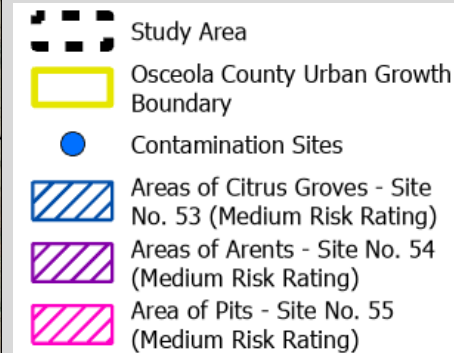 Study Area
Osceola County Urban Growth
Boundary
Contamination Sites
Areas of Citrus Groves - Site
No. 53 (Medium Risk Rating)
Areas of Arents - Site No. 54
(Medium Risk Rating)
Area of Pits - Site No. 55
(Medium Risk Rating)